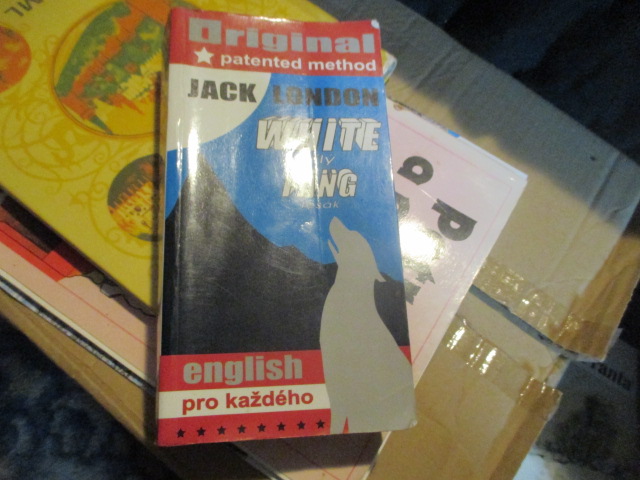 Original
patented method
JACK LONDON
WHITE
FANG
english
pro každého